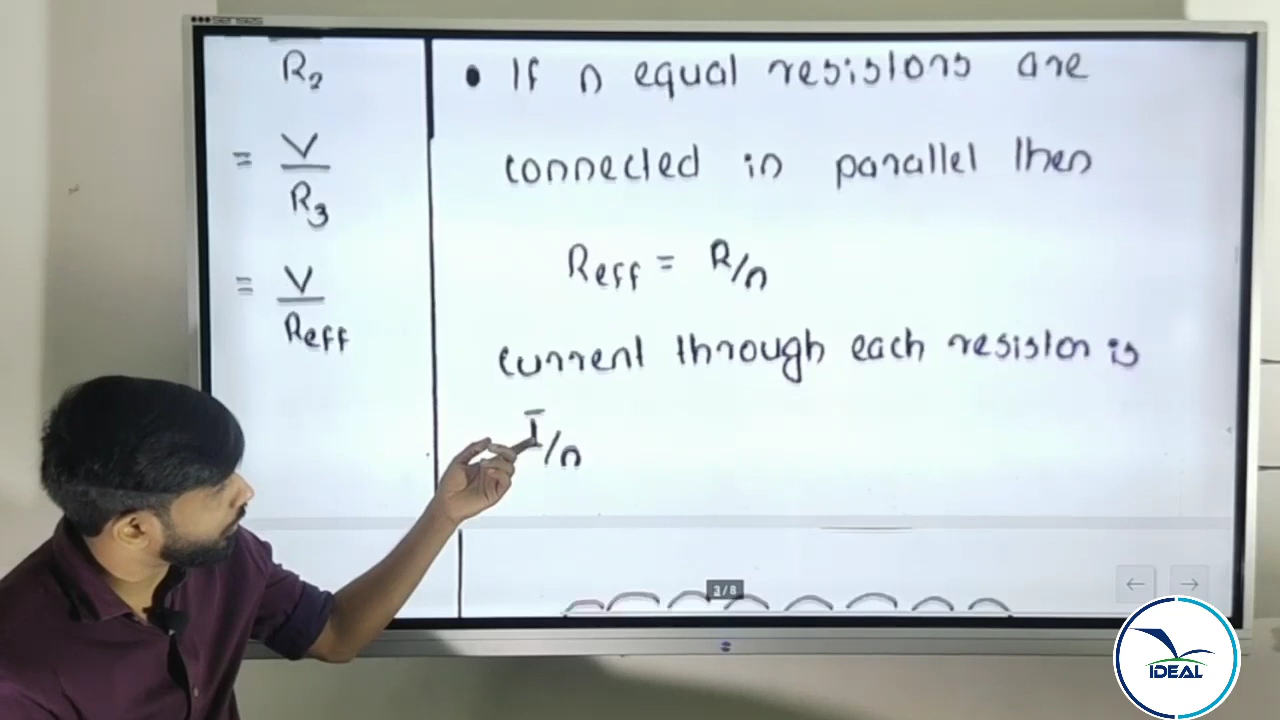 R₂
= V
R₃
= V
Reff
• If n equal resistors are
connected in parallel then
Reff = R/n
current through each resistor is
I/n
3/8
← →
IDEAL